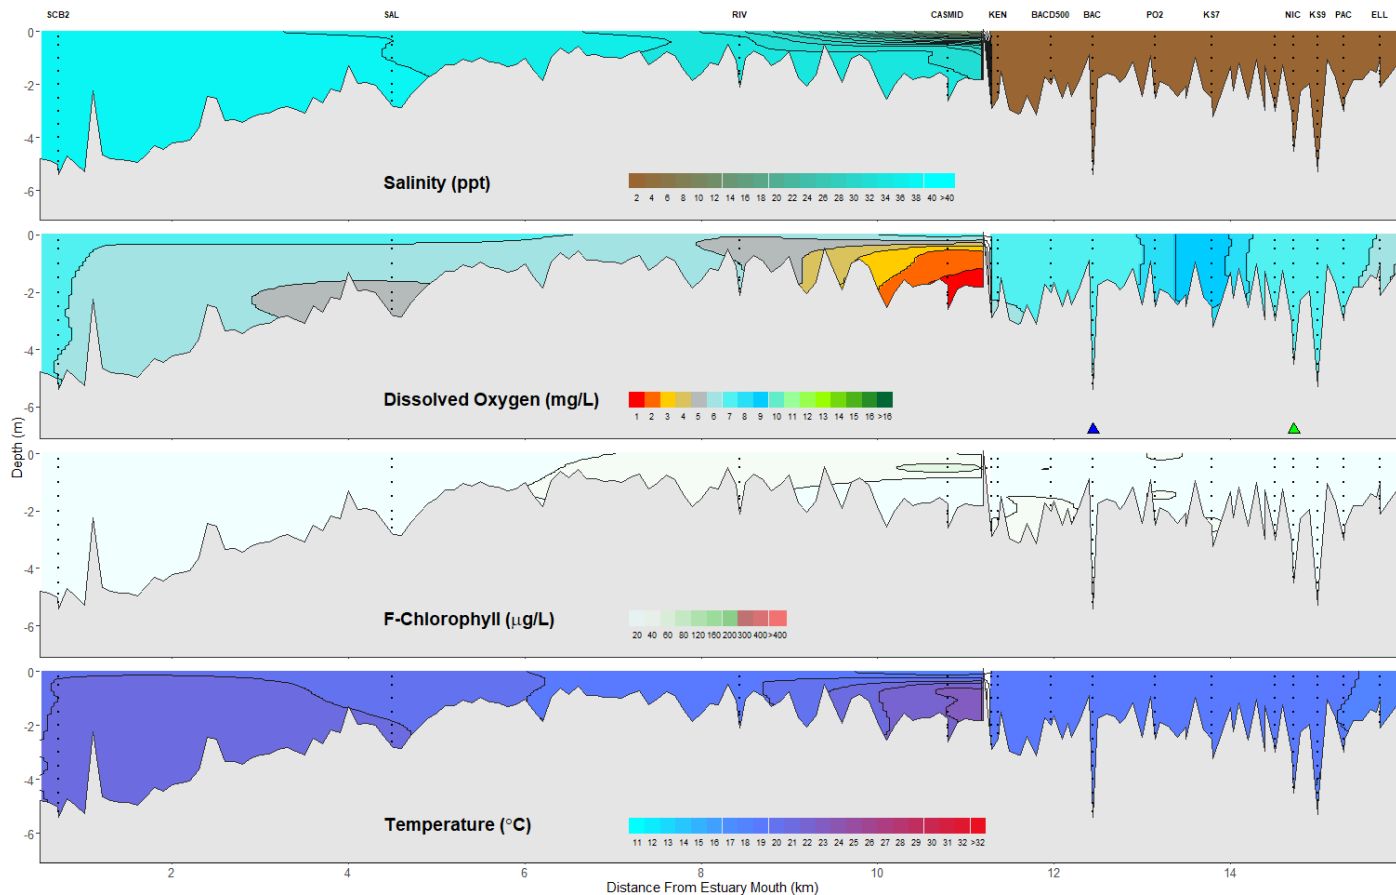 SCB2 SAL RIV CASMID KEN BACD500 BAC PO2 KS7 NIC KS9 PAC ELL
0
-2
-4
-6
Salinity (ppt)
2 4 6 8 10 12 14 16 18 20 22 24 26 28 30 32 34 36 38 40 >40
0
-2
-4
-6
Dissolved Oxygen (mg/L)
1 2 3 4 5 6 7 8 9 10 11 12 13 14 15 16 >16
Depth (m)
0
-2
-4
-6
F-Chlorophyll (μg/L)
20 40 60 80 120 160 200 300 400 >400
0
-2
-4
-6
Temperature (°C)
11 12 13 14 15 16 17 18 19 20 22 23 24 25 26 27 28 29 30 31 32 >32
2 4 6 8 10 12 14
Distance From Estuary Mouth (km)